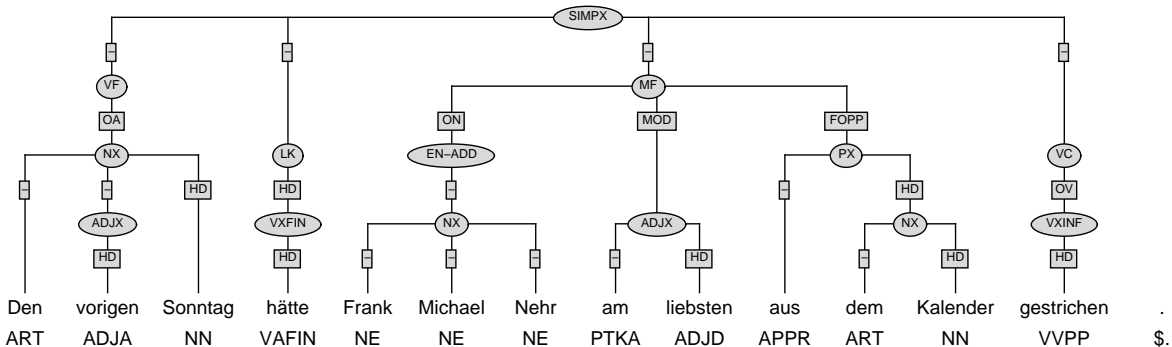 SIMPX
– – – –
VF MF
OA ON MOD FOPP
NX LK EN–ADD PX VC
– – HD HD – – HD OV
ADJX VXFIN NX ADJX NX VXINF
HD HD – – – – HD – HD HD
Den vorigen Sonntag hätte Frank Michael Nehr am liebsten aus dem Kalender gestrichen .
ART ADJA NN VAFIN NE NE NE PTKA ADJD APPR ART NN VVPP $.